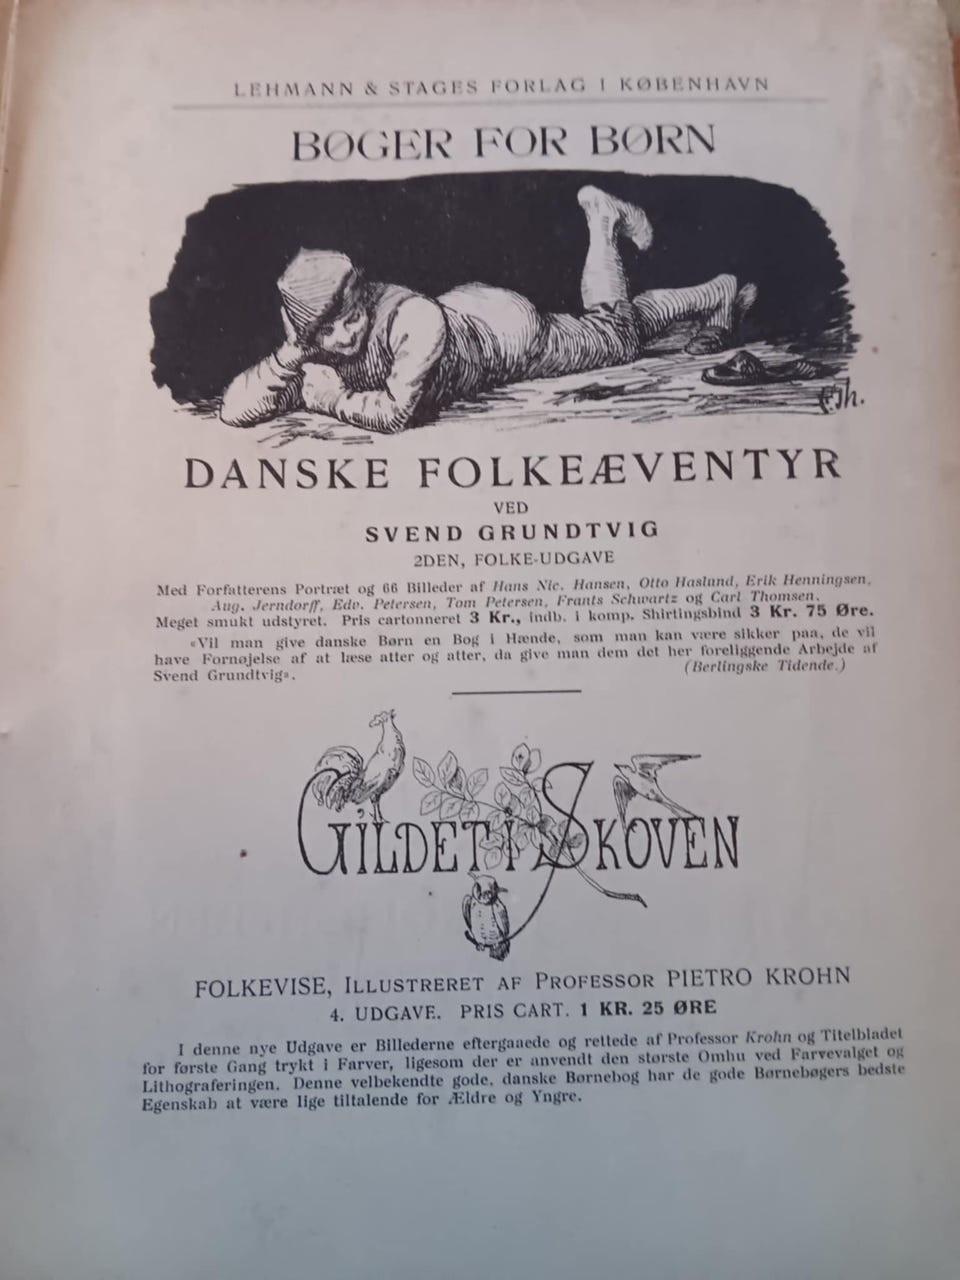 LEHMANN & STAGES FORLAG I KØBENHAVN
BØGER FOR BØRN
Th.
DANSKE FOLKEÆVENTYR
VED
SVEND GRUNDTVIG
2DEN, FOLKE-UDGAVE
Med Forfatterens Portræt og 66 Billeder af Hans Nic. Hansen, Otto Haslund, Erik Henningsen,
Aug. Jerndorff, Edv. Petersen, Tom Petersen, Frants Schwartz og Carl Thomsen.
Meget smukt udstyret. Pris cartonneret 3 Kr., indb. i komp. Shirtingsbind 3 Kr. 75 Øre.
«Vil man give danske Børn en Bog i Hænde, som man kan være sikker paa, de vil
have Fornøjelse af at læse atter og atter, da give man dem det her foreliggende Arbejde af
Svend Grundtvig». (Berlingske Tidende.)
GILDET I SKOVEN
FOLKEVISE, ILLUSTRERET AF PROFESSOR PIETRO KROHN
4. UDGAVE. PRIS CART. 1 KR. 25 ØRE
I denne nye Udgave er Billederne eftergaaede og rettede af Professor Krohn og Titelbladet
for første Gang trykt i Farver, ligesom der er anvendt den største Omhu ved Farvevalget og
Lithograferingen. Denne velbekendte gode, danske Børnebog har de gode Børnebøgers bedste
Egenskab at være lige tiltalende for Ældre og Yngre.